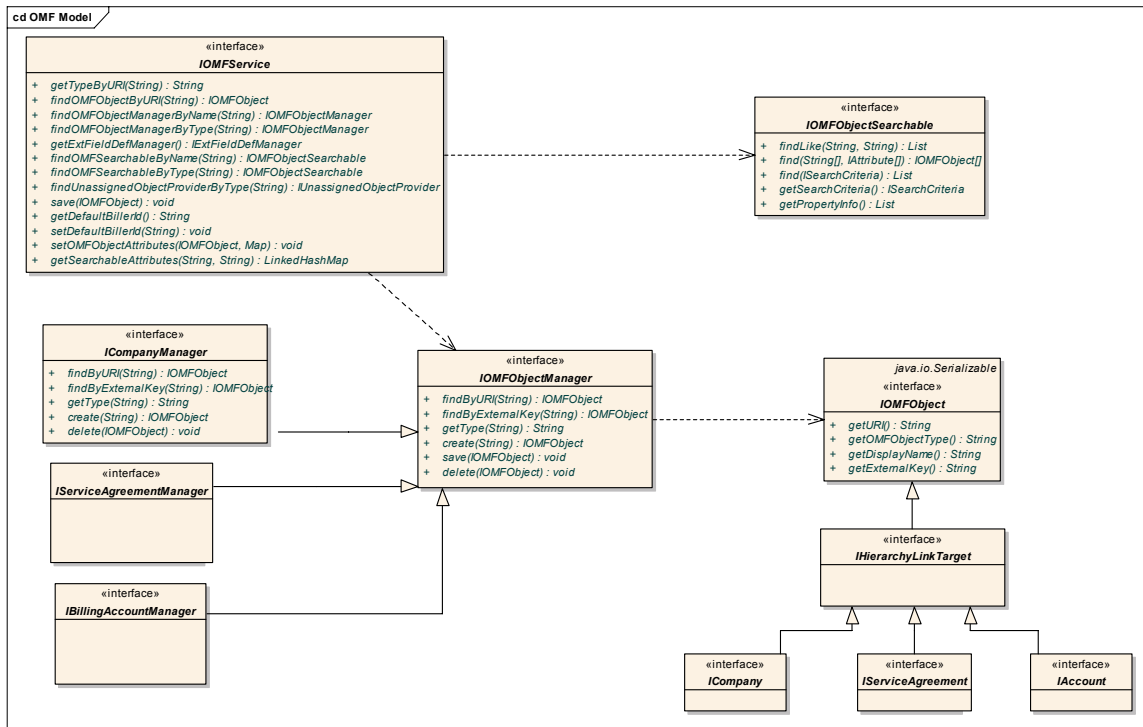 cd OMF Model
«interface»
IOMFService
+ getTypeByURI(String) : String
+ findOMFObjectByURI(String) : IOMFObject
+ findOMFObjectManagerByName(String) : IOMFObjectManager
+ findOMFObjectManagerByType(String) : IOMFObjectManager
+ getExtFieldDefManager() : IExtFieldDefManager
+ findOMFSearchableByName(String) : IOMFObjectSearchable
+ findOMFSearchableByType(String) : IOMFObjectSearchable
+ findUnassignedObjectProviderByType(String) : IUnassignedObjectProvider
+ save(IOMFObject) : void
+ getDefaultBillerId() : String
+ setDefaultBillerId(String) : void
+ setOMFObjectAttributes(IOMFObject, Map) : void
+ getSearchableAttributes(String, String) : LinkedHashMap
«interface»
IOMFObjectSearchable
+ findLike(String, String) : List
+ find(String[], IAttribute[]) : IOMFObject[]
+ find(ISearchCriteria) : List
+ getSearchCriteria() : ISearchCriteria
+ getPropertyInfo() : List
«interface»
ICompanyManager
+ findByURI(String) : IOMFObject
+ findByExternalKey(String) : IOMFObject
+ getType(String) : String
+ create(String) : IOMFObject
+ delete(IOMFObject) : void
«interface»
IOMFObjectManager
+ findByURI(String) : IOMFObject
+ findByExternalKey(String) : IOMFObject
+ getType(String) : String
+ create(String) : IOMFObject
+ save(IOMFObject) : void
+ delete(IOMFObject) : void
java.io.Serializable
«interface»
IOMFObject
+ getURI() : String
+ getOMFObjectType() : String
+ getDisplayName() : String
+ getExternalKey() : String
«interface»
IServiceAgreementManager
«interface»
IHierarchyLinkTarget
«interface»
IBillingAccountManager
«interface»
ICompany
«interface»
IServiceAgreement
«interface»
IAccount